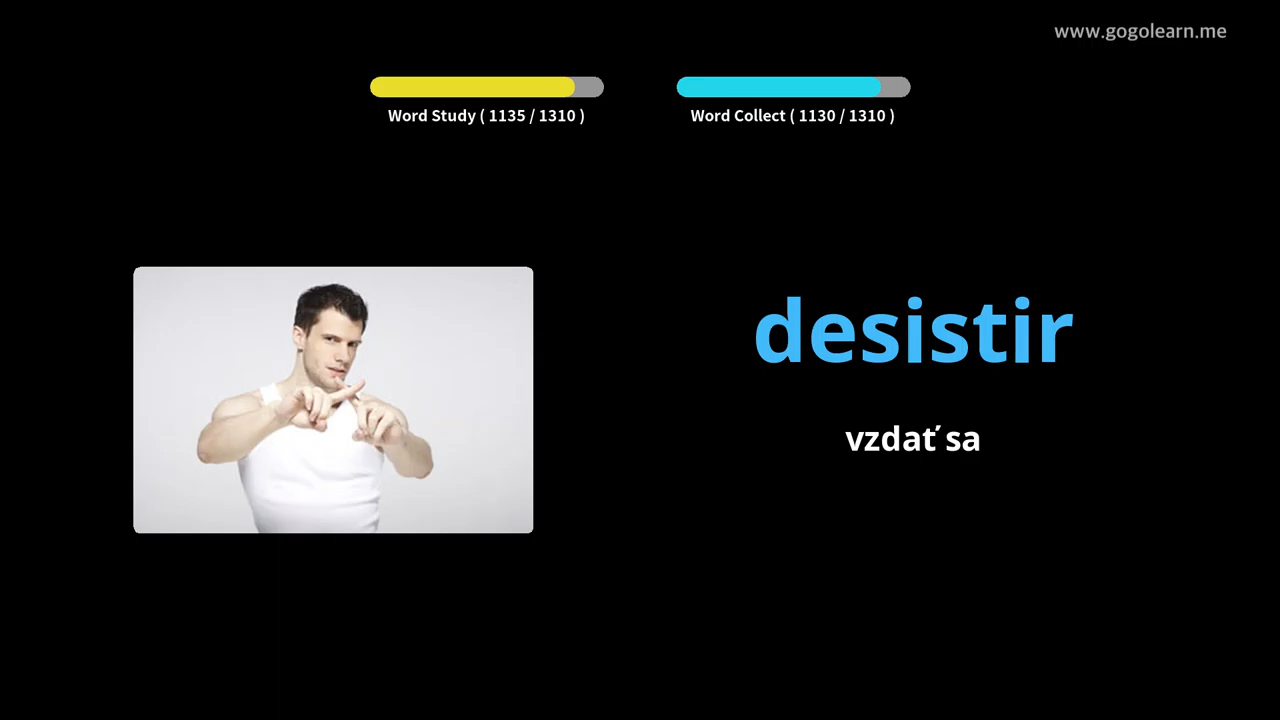 www.gogolearn.me
Word Study ( 1135 / 1310 )
Word Collect ( 1130 / 1310 )
desistir
vzdať sa